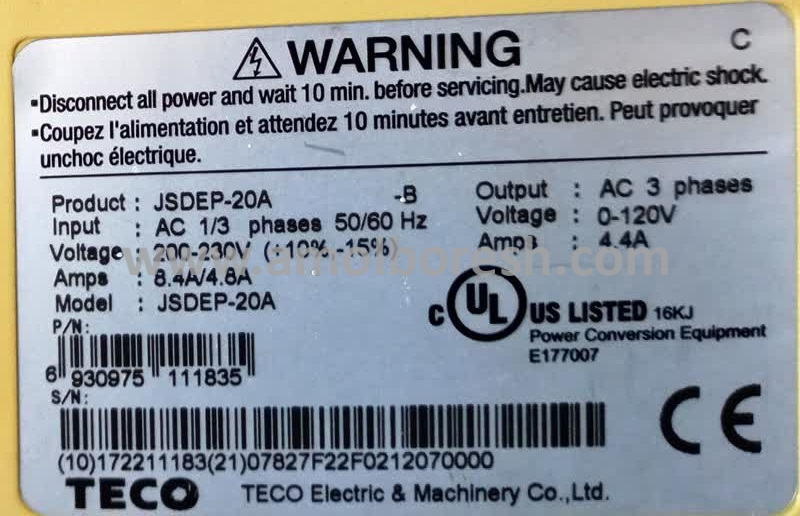 WARNING
C
▪Disconnect all power and wait 10 min. before servicing.May cause electric shock.
▪Coupez l'alimentation et attendez 10 minutes avant entretien. Peut provoquer
unchoc électrique.
Product : JSDEP-20A -B
Input : AC 1/3 phases 50/60 Hz
Voltage : 200-230V (+10% -15%)
Amps : 8.4A/4.8A
Model : JSDEP-20A
Output : AC 3 phases
Voltage : 0-120V
Amps : 4.4A
www.amolboresh.com
P/N:
6 930975 111835
S/N:
(10)172211183(21)07827F22F0212070000
c UL US LISTED 16KJ
Power Conversion Equipment
E177007
CE
TECO TECO Electric & Machinery Co.,Ltd.